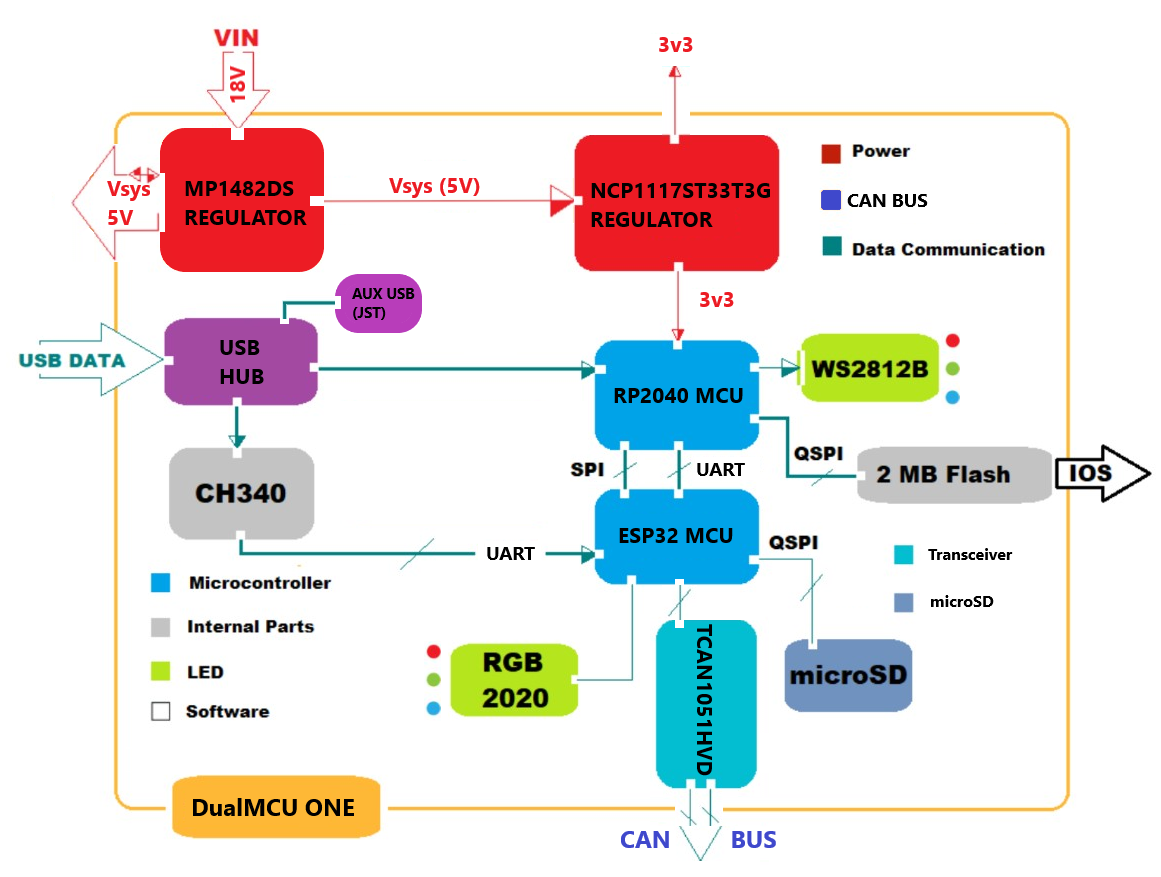 VIN
18V
3v3
MP1482DS
REGULATOR
Vsys
5V
Vsys (5V)
NCP1117ST33T3G
REGULATOR
Power
CAN BUS
Data Communication
3v3
AUX USB
(JST)
USB DATA
USB
HUB
RP2040 MCU
WS2812B
SPI
UART
QSPI
2 MB Flash
IOS
CH340
UART
ESP32 MCU
QSPI
Transceiver
microSD
Microcontroller
Internal Parts
LED
Software
RGB
2020
TCAN1051HVD
microSD
DualMCU ONE
CAN BUS